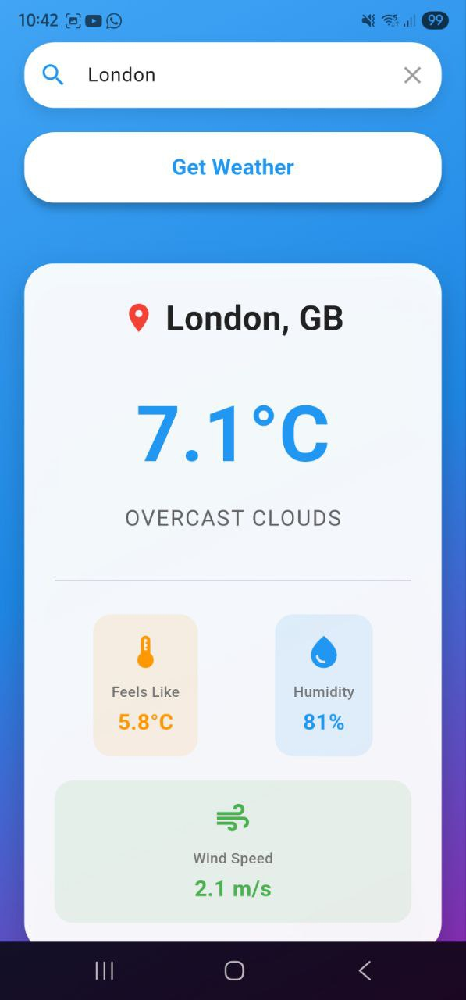 10:42
5
99
London
Get Weather
London, GB
7.1°C
OVERCAST CLOUDS
Feels Like
5.8°C
Humidity
81%
Wind Speed
2.1 m/s